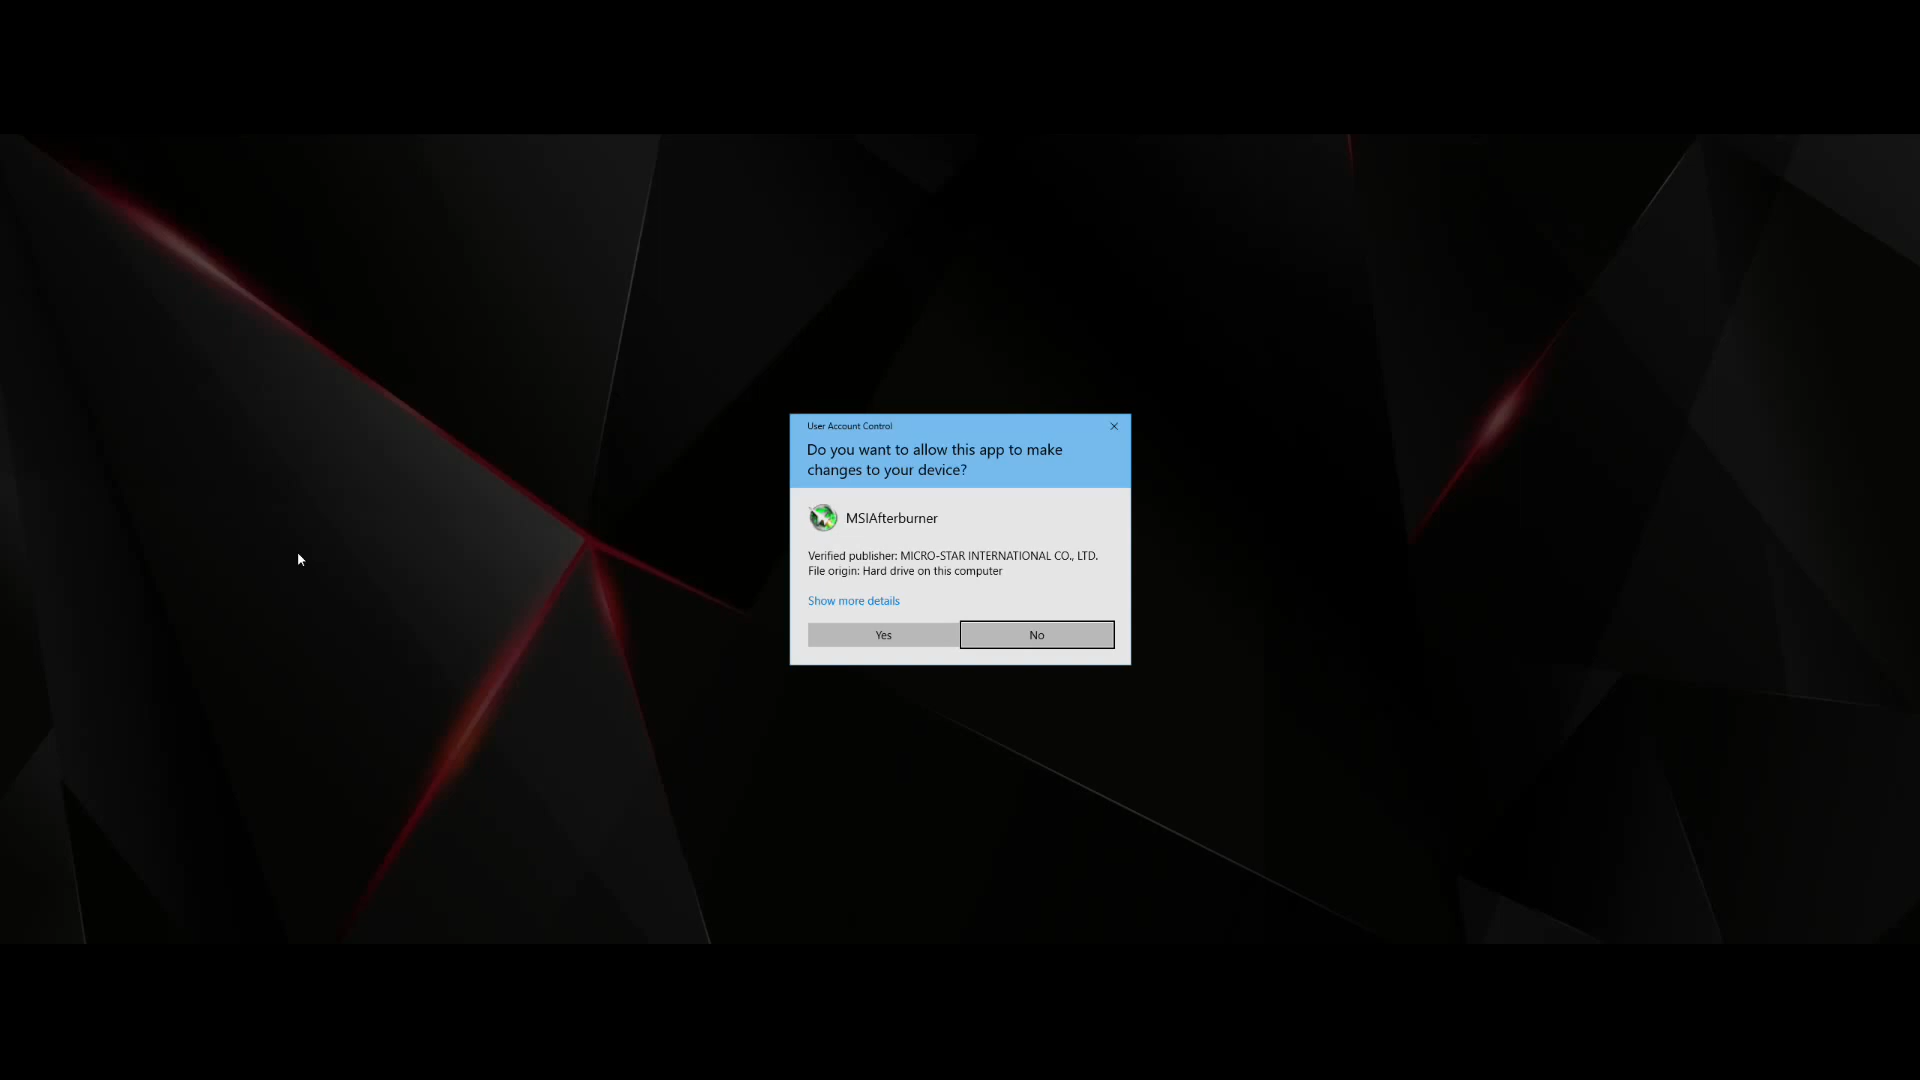 User Account Control
Do you want to allow this app to make
changes to your device?
MSIAfterburner
Verified publisher: MICRO-STAR INTERNATIONAL CO., LTD.
File origin: Hard drive on this computer
Show more details
Yes
No